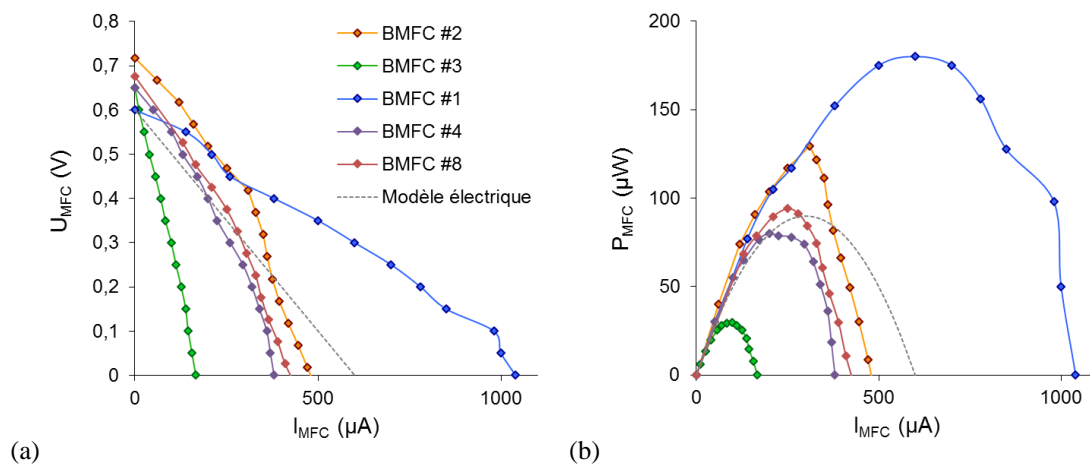 0,8
0,7
0,6
0,5
0,4
0,3
0,2
0,1
0
U_MFC (V)
0
500
1000
I_MFC (µA)
BMFC #2
BMFC #3
BMFC #1
BMFC #4
BMFC #8
Modèle électrique
(a)
200
150
100
50
0
P_MFC (µW)
0
500
1000
I_MFC (µA)
(b)